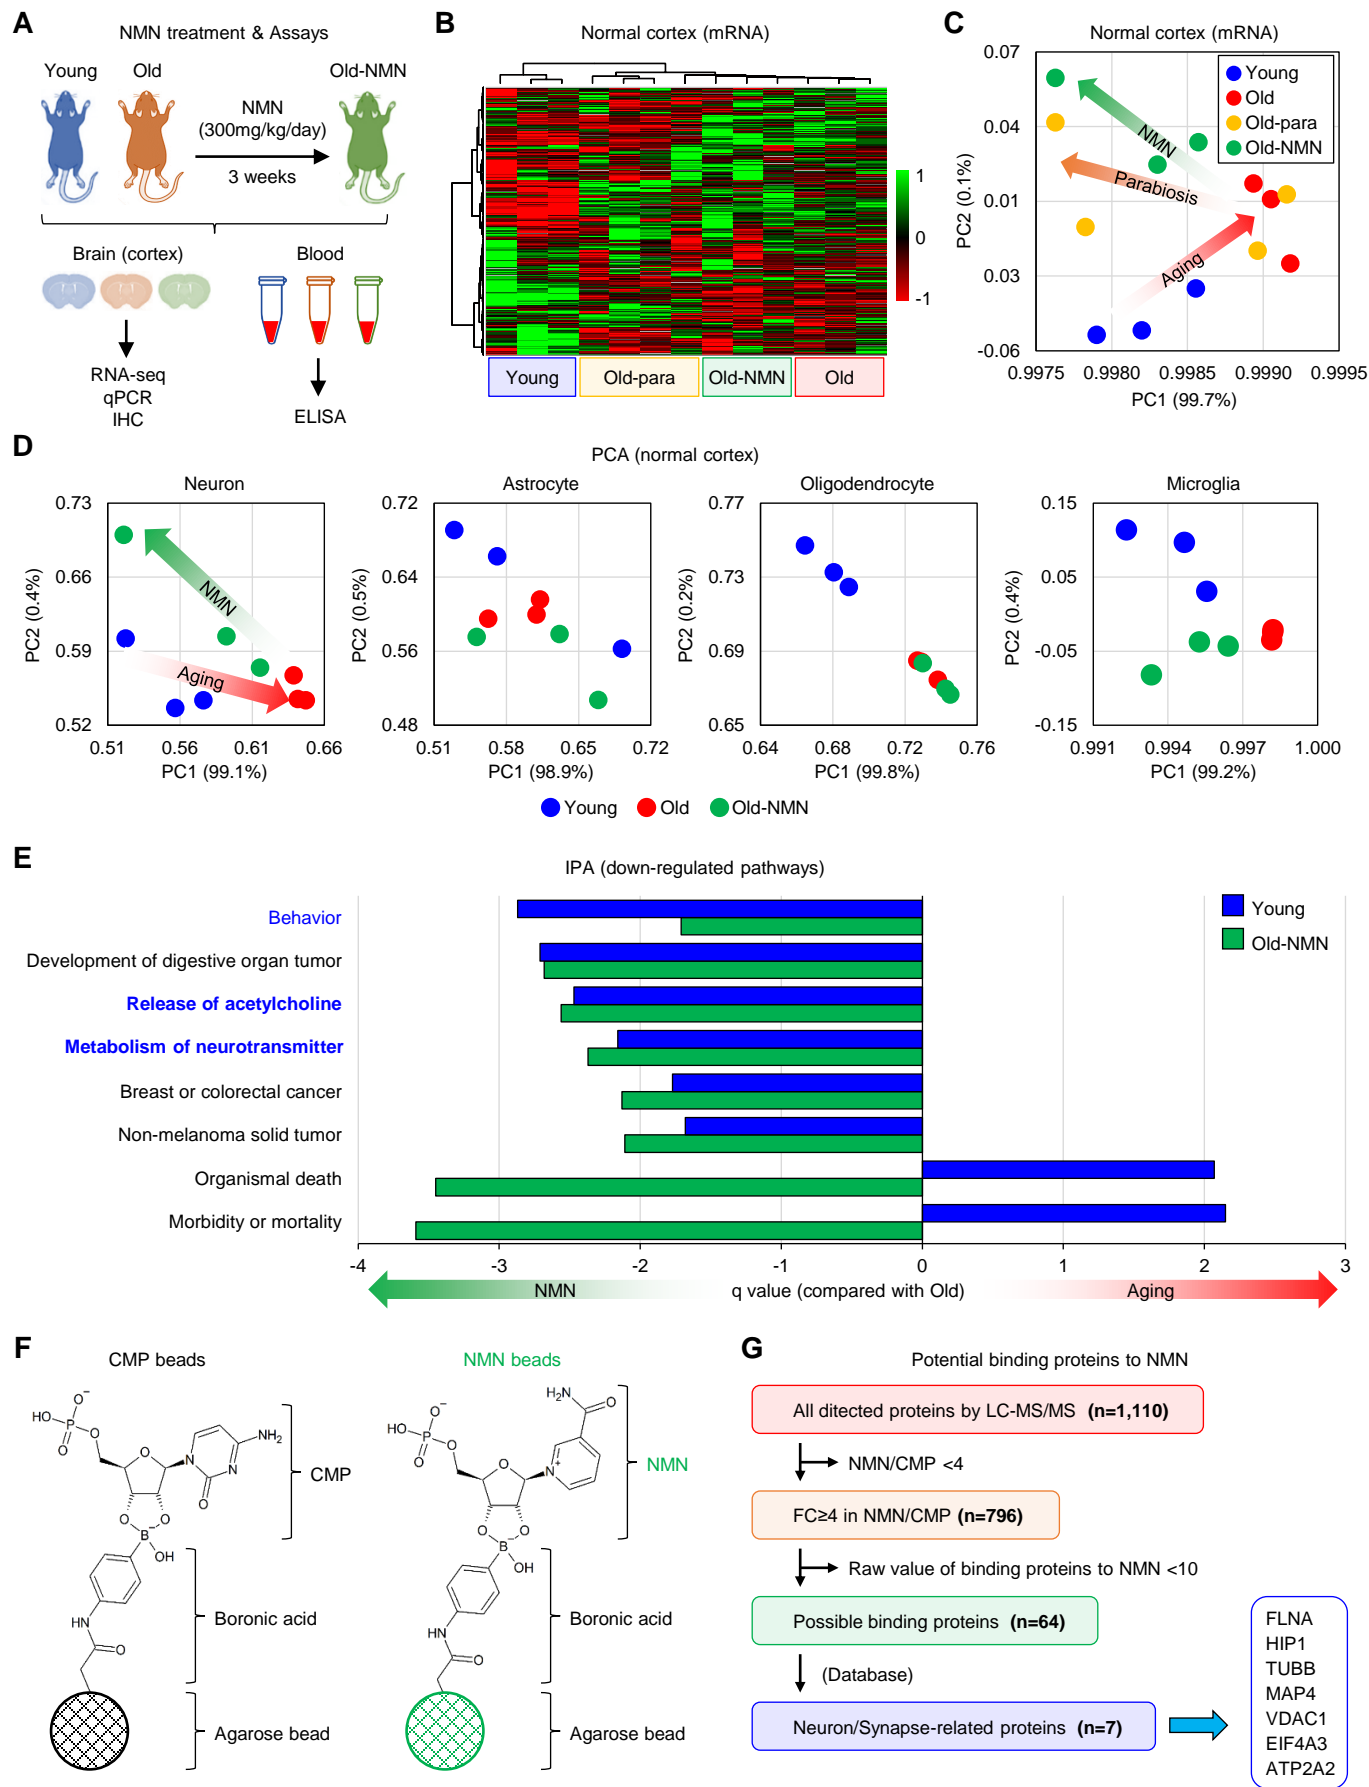 A
NMN treatment & Assays
Young
Old
Old-NMN
NMN
(300mg/kg/day)
3 weeks
Brain (cortex)
Blood
RNA-seq
qPCR
IHC
ELISA
B
Normal cortex (mRNA)
1
0
-1
Young
Old-para
Old-NMN
Old
C
Normal cortex (mRNA)
0.07
0.04
0.01
0.03
-0.06
PC2 (0.1%)
Young
Old
Old-para
Old-NMN
NMN
Parabiosis
Aging
0.9975
0.9980
0.9985
0.9990
0.9995
PC1 (99.7%)
D
PCA (normal cortex)
Neuron
0.73
0.66
0.59
0.52
PC2 (0.4%)
NMN
Aging
0.51
0.56
0.61
0.66
PC1 (99.1%)
Astrocyte
0.72
0.64
0.56
0.48
PC2 (0.5%)
0.51
0.58
0.65
0.72
PC1 (98.9%)
Oligodendrocyte
0.77
0.73
0.69
0.65
PC2 (0.2%)
0.64
0.68
0.72
0.76
PC1 (99.8%)
Microglia
0.15
0.05
-0.05
-0.15
PC2 (0.4%)
0.991
0.994
0.997
1.000
PC1 (99.2%)
Young
Old
Old-NMN
E
IPA (down-regulated pathways)
Young
Old-NMN
Behavior
Development of digestive organ tumor
Release of acetylcholine
Metabolism of neurotransmitter
Breast or colorectal cancer
Non-melanoma solid tumor
Organismal death
Morbidity or mortality
-4
-3
-2
-1
0
1
2
3
NMN
q value (compared with Old)
Aging
F
CMP beads
O−
HO
P
O
O
O
N
NH2
N
O
O
O
B−
OH
HN
O
CMP
Boronic acid
Agarose bead
NMN beads
H2N
O
O−
HO
P
O
O
O
N+
O
O
B−
OH
HN
O
NMN
Boronic acid
Agarose bead
G
Potential binding proteins to NMN
All ditected proteins by LC-MS/MS (n=1,110)
NMN/CMP <4
FC≥4 in NMN/CMP (n=796)
Raw value of binding proteins to NMN <10
Possible binding proteins (n=64)
(Database)
Neuron/Synapse-related proteins (n=7)
FLNA
HIP1
TUBB
MAP4
VDAC1
EIF4A3
ATP2A2